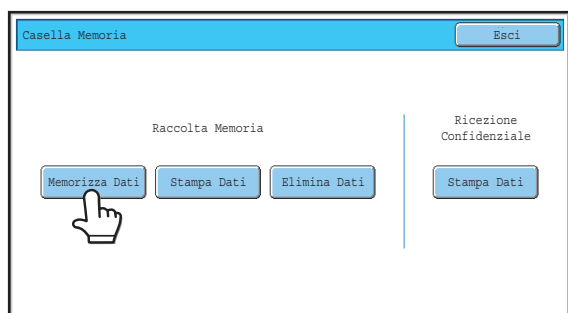 Casella Memoria
Esci
Raccolta Memoria
Memorizza Dati
Stampa Dati
Elimina Dati
Ricezione
Confidenziale
Stampa Dati